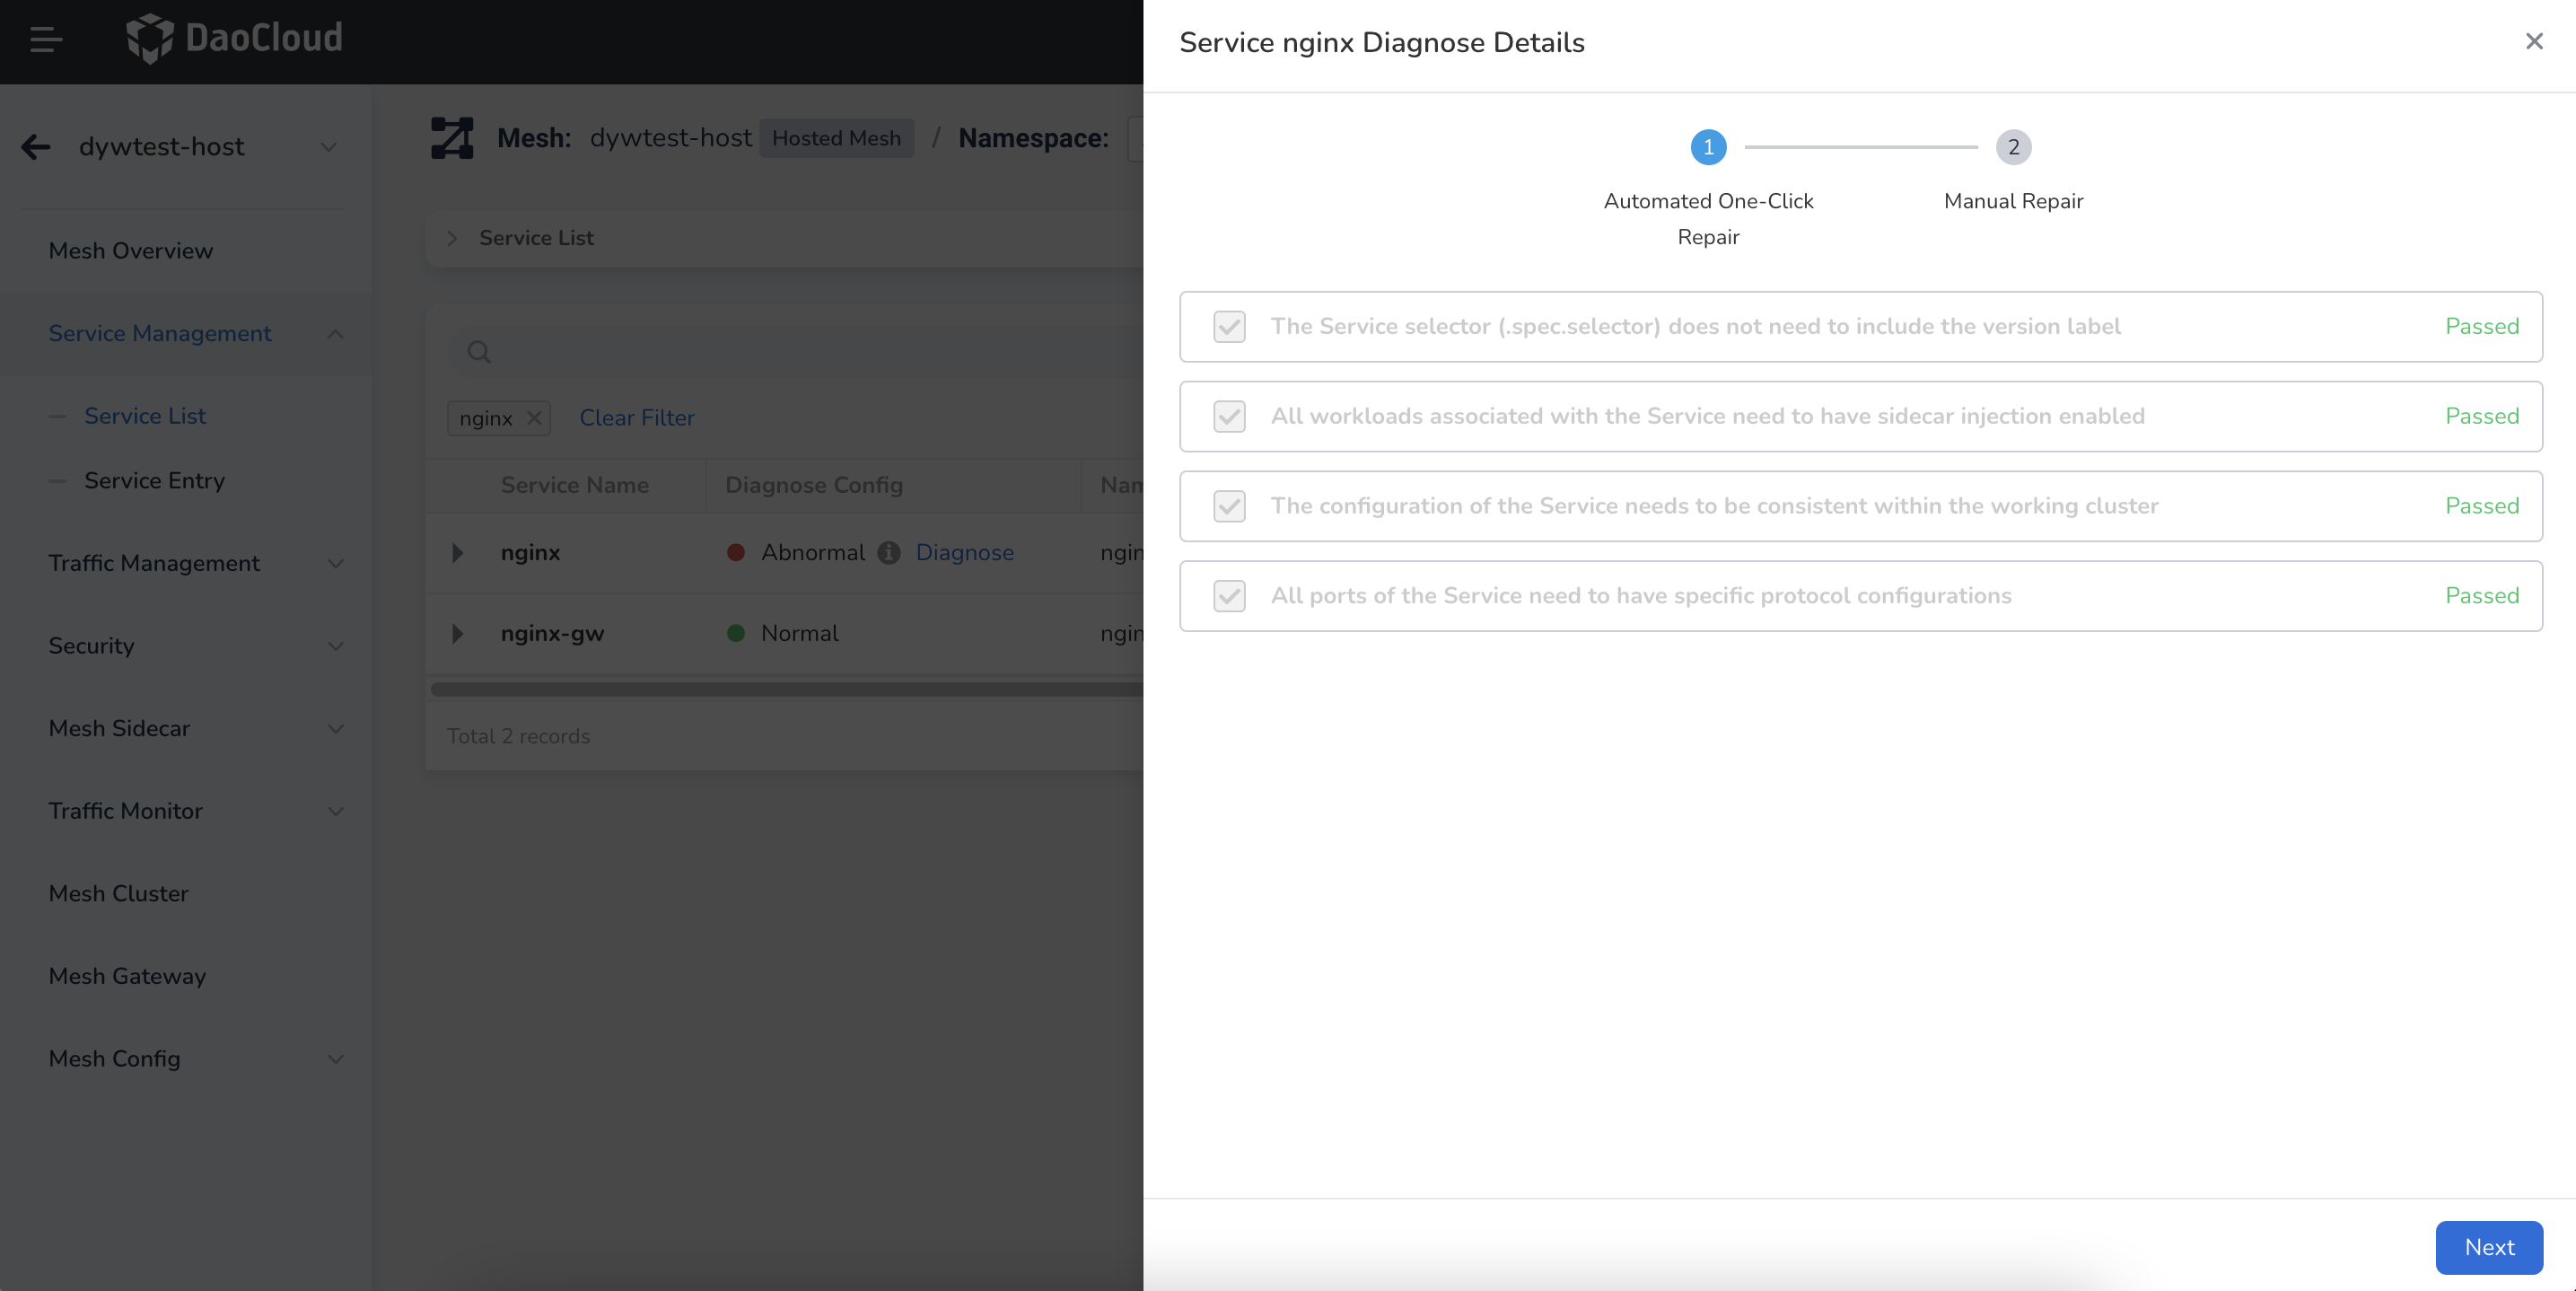 DaoCloud
dywtest-host
Mesh Overview
Service Management
Service List
Service Entry
Traffic Management
Security
Mesh Sidecar
Traffic Monitor
Mesh Cluster
Mesh Gateway
Mesh Config
Mesh: dywtest-host Hosted Mesh / Namespace:
Service List
nginx Clear Filter
Service Name Diagnose Config Nam
nginx Abnormal Diagnose ngin
nginx-gw Normal ngin
Total 2 records
Service nginx Diagnose Details
1 2
Automated One-Click
Repair
Manual Repair
The Service selector (.spec.selector) does not need to include the version label Passed
All workloads associated with the Service need to have sidecar injection enabled Passed
The configuration of the Service needs to be consistent within the working cluster Passed
All ports of the Service need to have specific protocol configurations Passed
Next